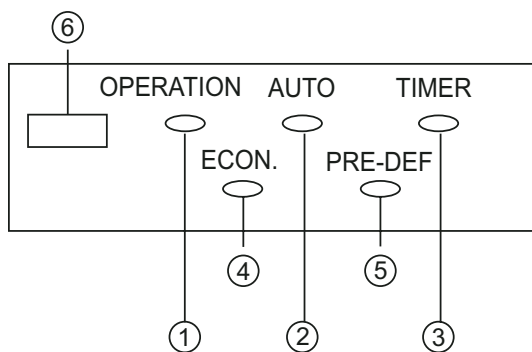 ⑥
OPERATION AUTO TIMER
ECON. PRE-DEF
④ ⑤
① ② ③